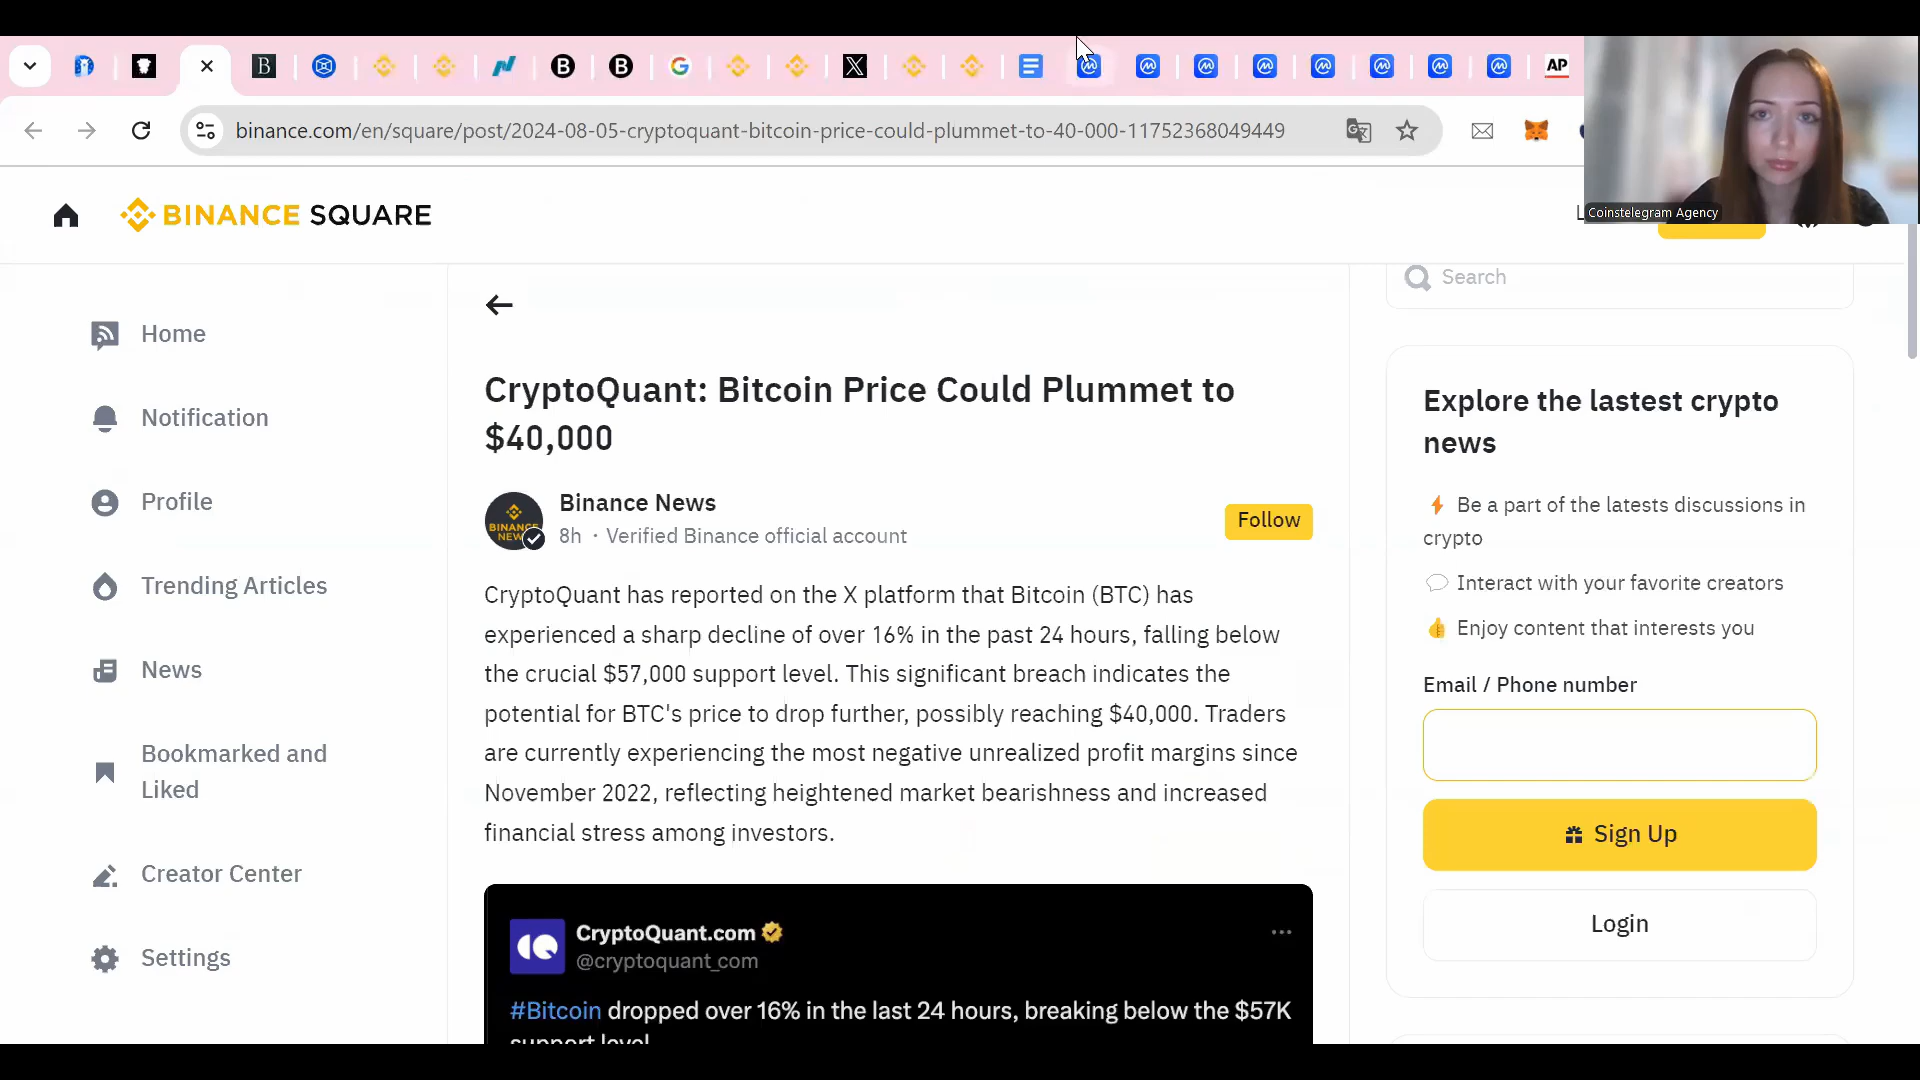 AP
binance.com/en/square/post/2024-08-05-cryptoquant-bitcoin-price-could-plummet-to-40-000-11752368049449
Coinstelegram Agency
BINANCE SQUARE
Search
Home
Notification
Profile
Trending Articles
News
Bookmarked and
Liked
Creator Center
Settings
CryptoQuant: Bitcoin Price Could Plummet to
$40,000
BINANCE
Binance News
8h · Verified Binance official account
Follow
CryptoQuant has reported on the X platform that Bitcoin (BTC) has
experienced a sharp decline of over 16% in the past 24 hours, falling below
the crucial $57,000 support level. This significant breach indicates the
potential for BTC's price to drop further, possibly reaching $40,000. Traders
are currently experiencing the most negative unrealized profit margins since
November 2022, reflecting heightened market bearishness and increased
financial stress among investors.
CryptoQuant.com
@cryptoquant_com
#Bitcoin dropped over 16% in the last 24 hours, breaking below the $57K
support level
Explore the lastest crypto
news
Be a part of the latests discussions in
crypto
Interact with your favorite creators
Enjoy content that interests you
Email / Phone number
Sign Up
Login